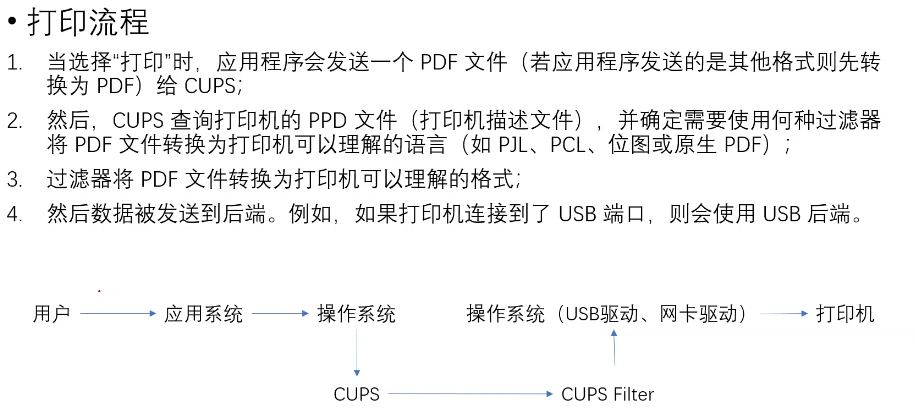 • 打印流程
1. 当选择“打印”时，应用程序会发送一个 PDF 文件（若应用程序发送的是其他格式则先转
换为 PDF）给 CUPS；
2. 然后，CUPS 查询打印机的 PPD 文件（打印机描述文件），并确定需要使用何种过滤器
将 PDF 文件转换为打印机可以理解的语言（如 PJL、PCL、位图或原生 PDF）；
3. 过滤器将 PDF 文件转换为打印机可以理解的格式；
4. 然后数据被发送到后端。例如，如果打印机连接到了 USB 端口，则会使用 USB 后端。
用户 应用系统 操作系统 操作系统（USB驱动、网卡驱动） 打印机
CUPS CUPS Filter